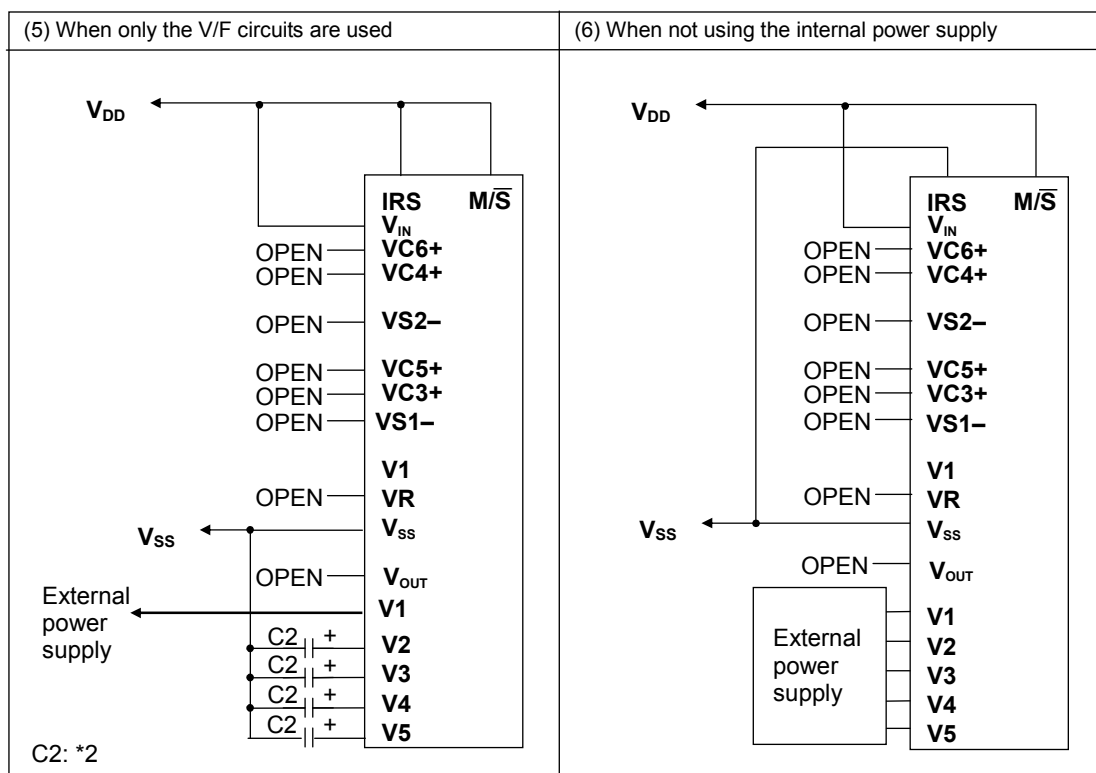 (5) When only the V/F circuits are used
VDD
IRS M/S̅
VIN
OPEN VC6+
OPEN VC4+
OPEN VS2–
OPEN VC5+
OPEN VC3+
OPEN VS1–
V1
OPEN VR
VSS VSS
OPEN VOUT
External power supply V1
C2 + V2
C2 + V3
C2 + V4
C2 + V5
C2: *2
(6) When not using the internal power supply
VDD
IRS M/S̅
VIN
OPEN VC6+
OPEN VC4+
OPEN VS2–
OPEN VC5+
OPEN VC3+
OPEN VS1–
V1
OPEN VR
VSS VSS
OPEN VOUT
V1
External V2
power V3
supply V4
V5